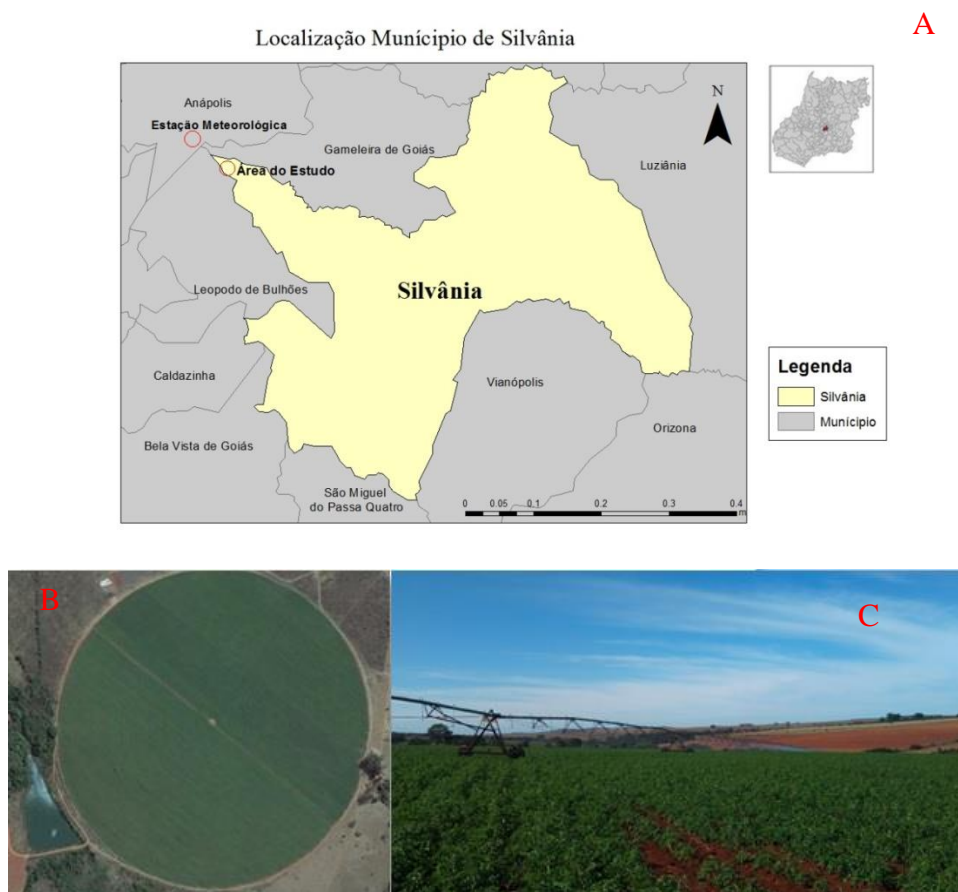 A
Localização Munícipio de Silvânia
Anápolis
Estação Meteorológica
Gameleira de Goiás
Luziânia
Área do Estudo
N
Leopodo de Bulhões
Silvânia
Caldazinha
Vianópolis
Orizona
Bela Vista de Goiás
São Miguel
do Passa Quatro
0 0.05 0.1 0.2 0.3 0.4
Legenda
Silvânia
Município
B
C